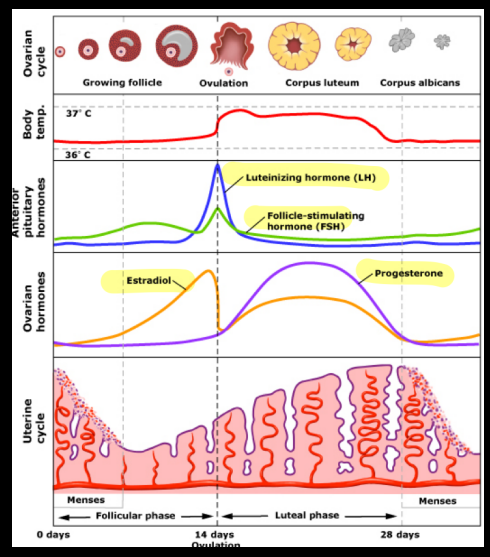 Ovarian
cycle
Growing follicle
Ovulation
Corpus luteum
Corpus albicans
Body
temp.
37° C
36° C
Anterior
pituitary
hormones
Luteinizing hormone (LH)
Follicle-stimulating
hormone (FSH)
Ovarian
hormones
Estradiol
Progesterone
Uterine
cycle
Menses
Menses
Follicular phase
Luteal phase
0 days
14 days
28 days
Ovulation